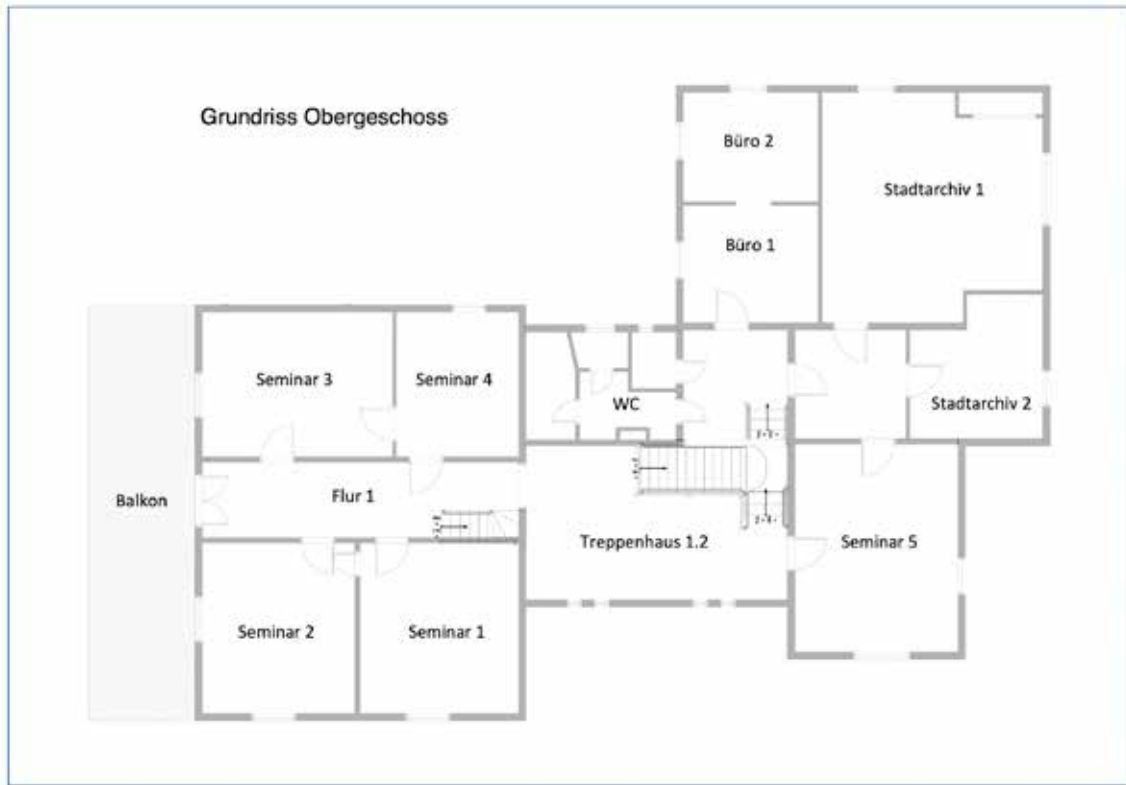 Grundriss Obergeschoss
Büro 2
Stadtarchiv 1
Büro 1
Seminar 3
Seminar 4
WC
Stadtarchiv 2
Balkon
Flur 1
Treppenhaus 1.2
Seminar 5
Seminar 2
Seminar 1